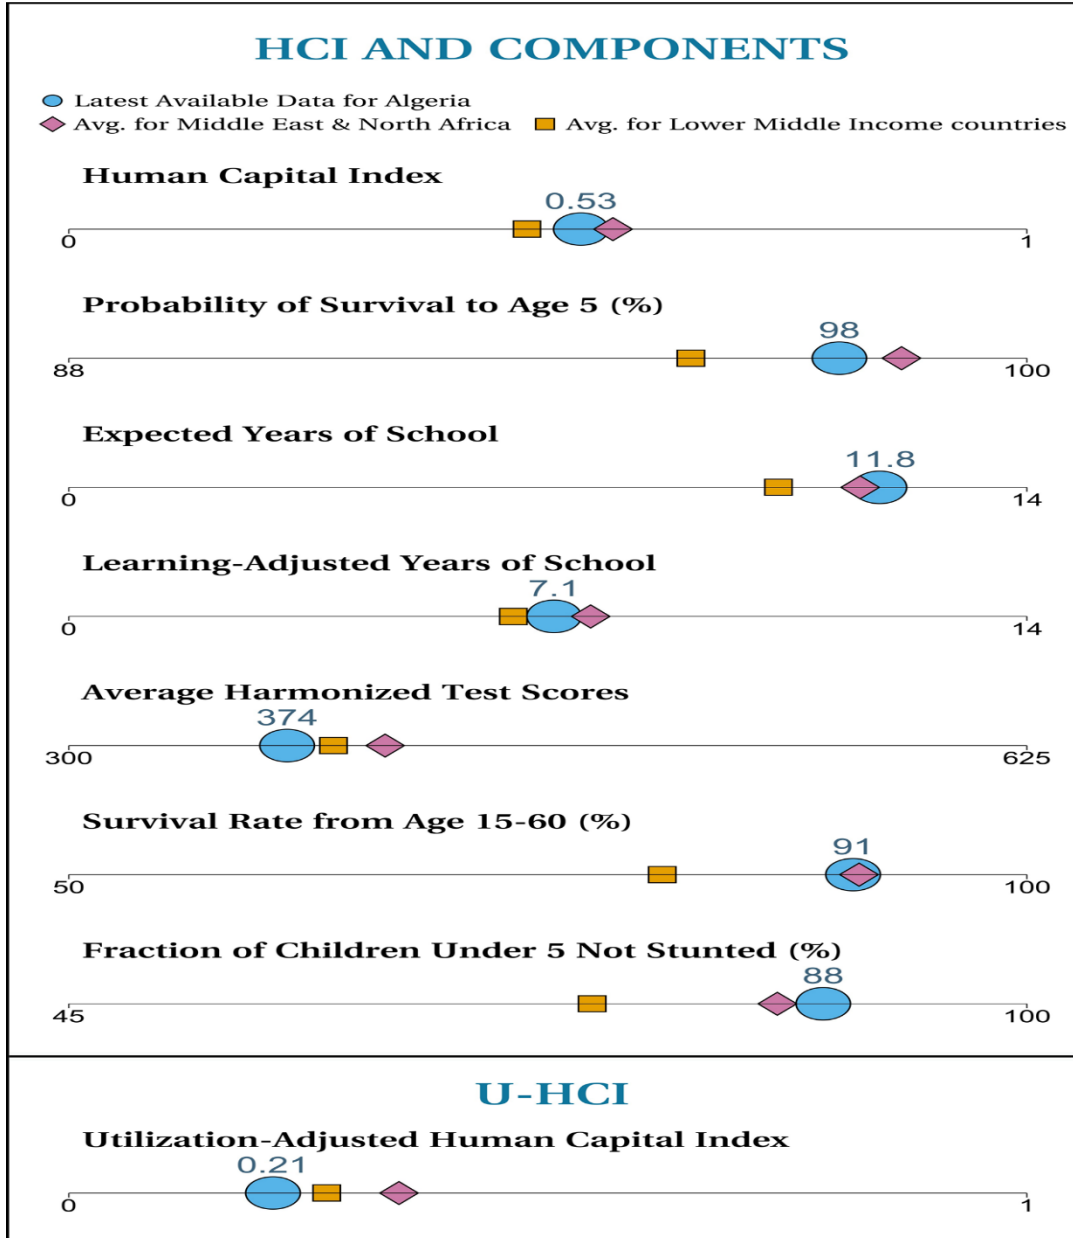 HCI AND COMPONENTS
Latest Available Data for Algeria
Avg. for Middle East & North Africa Avg. for Lower Middle Income countries
Human Capital Index
0.53
0 1
Probability of Survival to Age 5 (%)
98
88 100
Expected Years of School
11.8
0 14
Learning-Adjusted Years of School
7.1
0 14
Average Harmonized Test Scores
374
300 625
Survival Rate from Age 15-60 (%)
91
50 100
Fraction of Children Under 5 Not Stunted (%)
88
45 100
U-HCI
Utilization-Adjusted Human Capital Index
0.21
0 1